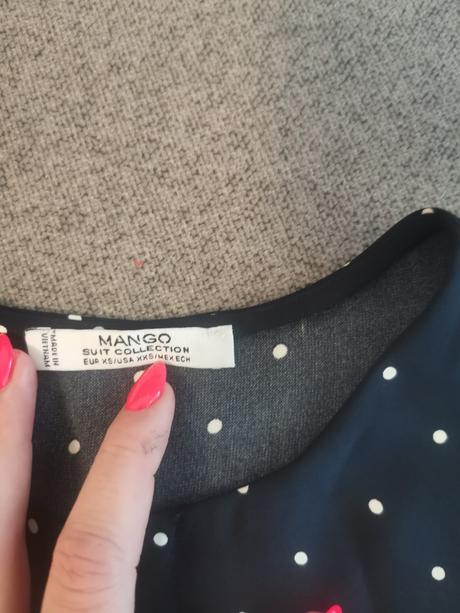 MANGO
SUIT COLLECTION
EUR XS/USA XXS/MEX ECH
MADE IN
VIETNAM